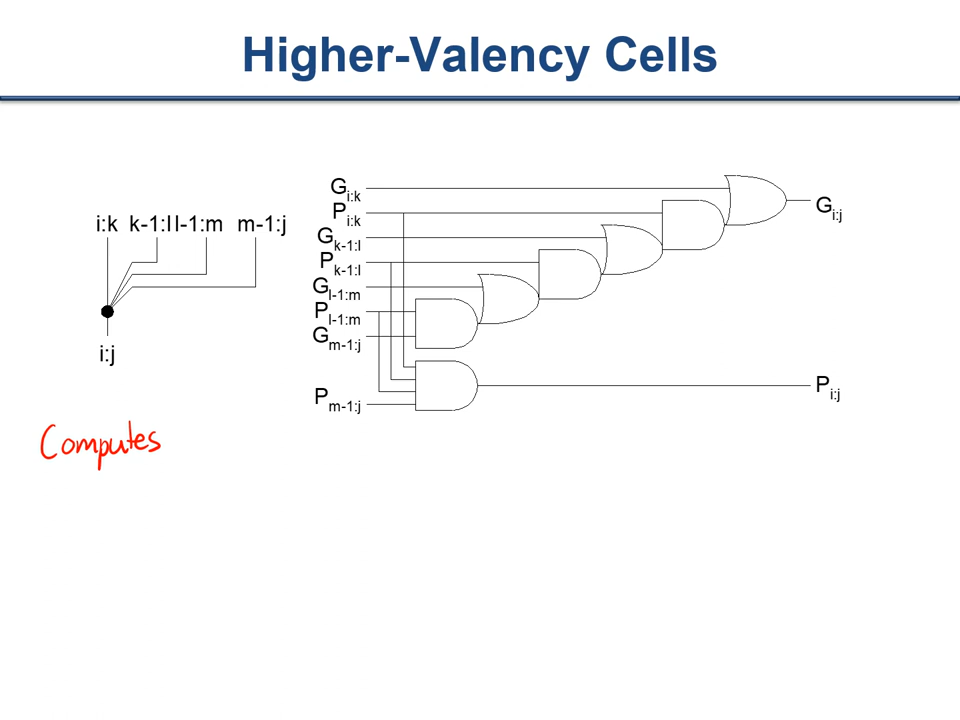 Higher-Valency Cells
i:k k-1:l l-1:m m-1:j
i:j
G i:k
P i:k
G k-1:l
P k-1:l
G l-1:m
P l-1:m
G m-1:j
P m-1:j
G i:j
P i:j
Computes